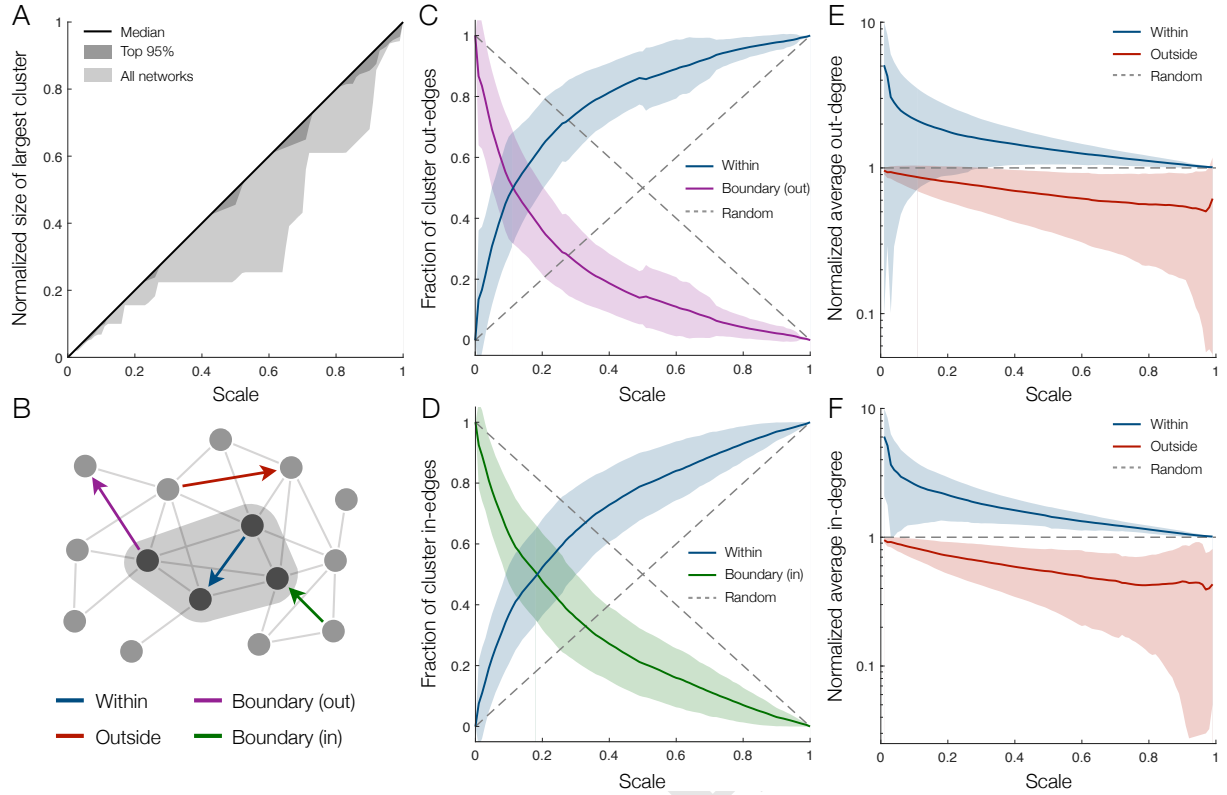 A
Normalized size of largest cluster
1
0.8
0.6
0.4
0.2
0
Median
Top 95%
All networks
0 0.2 0.4 0.6 0.8 1
Scale
B
Within
Boundary (out)
Outside
Boundary (in)
C
Fraction of cluster out-edges
1
0.8
0.6
0.4
0.2
0
Within
Boundary (out)
Random
0 0.2 0.4 0.6 0.8 1
Scale
D
Fraction of cluster in-edges
1
0.8
0.6
0.4
0.2
0
Within
Boundary (in)
Random
0 0.2 0.4 0.6 0.8 1
Scale
E
Normalized average out-degree
10
1
0.1
Within
Outside
Random
0 0.2 0.4 0.6 0.8 1
Scale
F
Normalized average in-degree
10
1
0.1
Within
Outside
Random
0 0.2 0.4 0.6 0.8 1
Scale